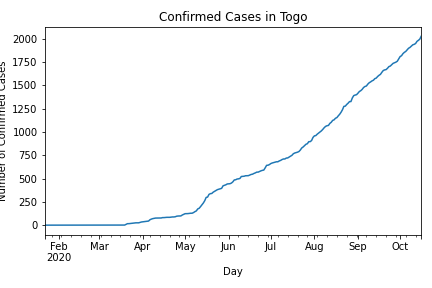 Confirmed Cases in Togo
Number of Confirmed Cases
2000
1750
1500
1250
1000
750
500
250
0
Feb Mar Apr May Jun Jul Aug Sep Oct
2020
Day